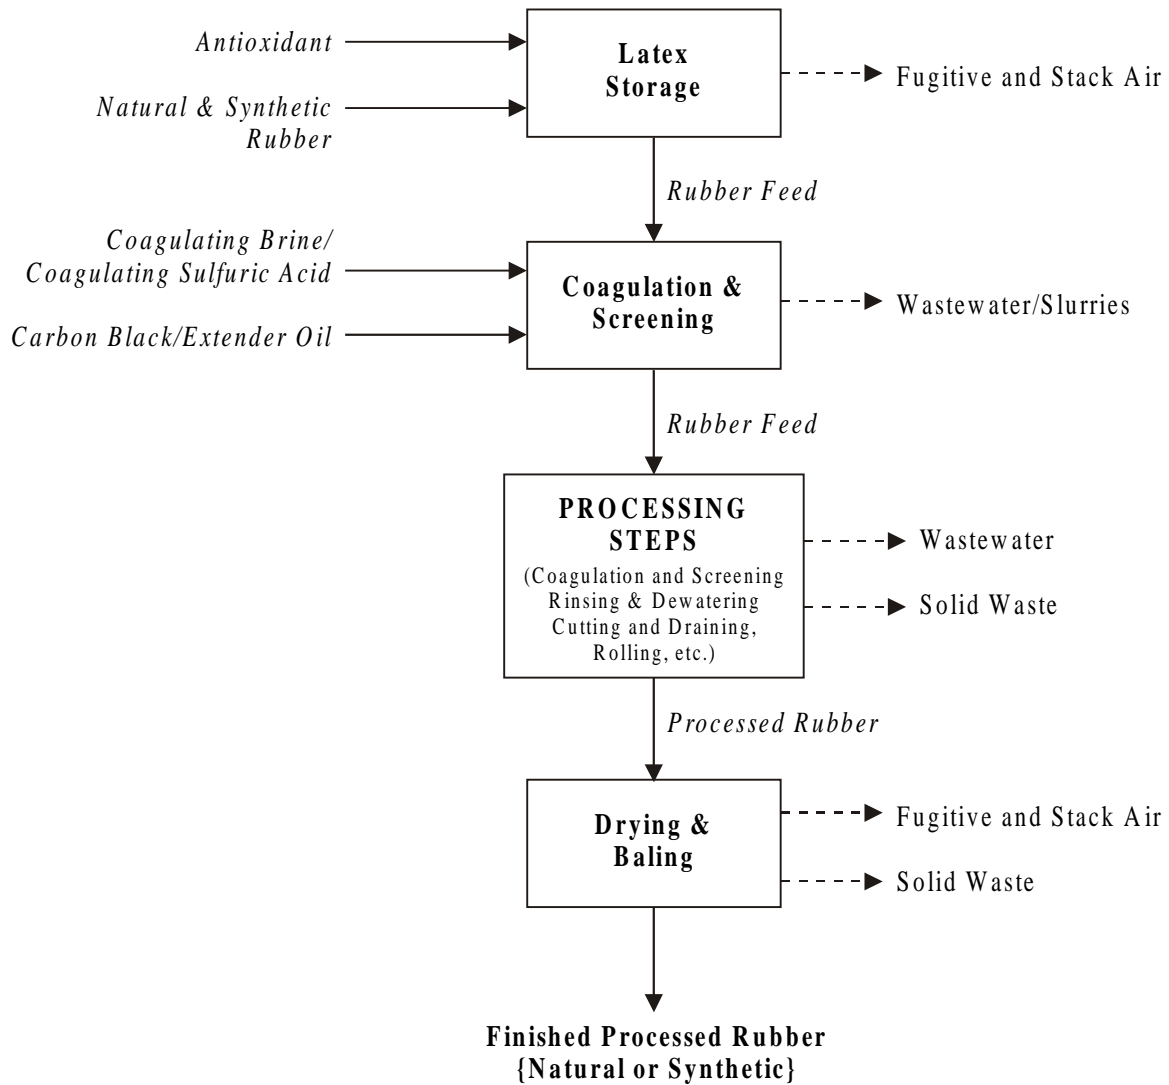 Antioxidant
Latex
Storage
Fugitive and Stack Air
Natural & Synthetic
Rubber
Rubber Feed
Coagulating Brine/
Coagulating Sulfuric Acid
Coagulation &
Screening
Wastewater/Slurries
Carbon Black/Extender Oil
Rubber Feed
PROCESSING
STEPS
(Coagulation and Screening
Rinsing & Dewatering
Cutting and Draining,
Rolling, etc.)
Wastewater
Solid Waste
Processed Rubber
Drying &
Baling
Fugitive and Stack Air
Solid Waste
Finished Processed Rubber
{Natural or Synthetic}